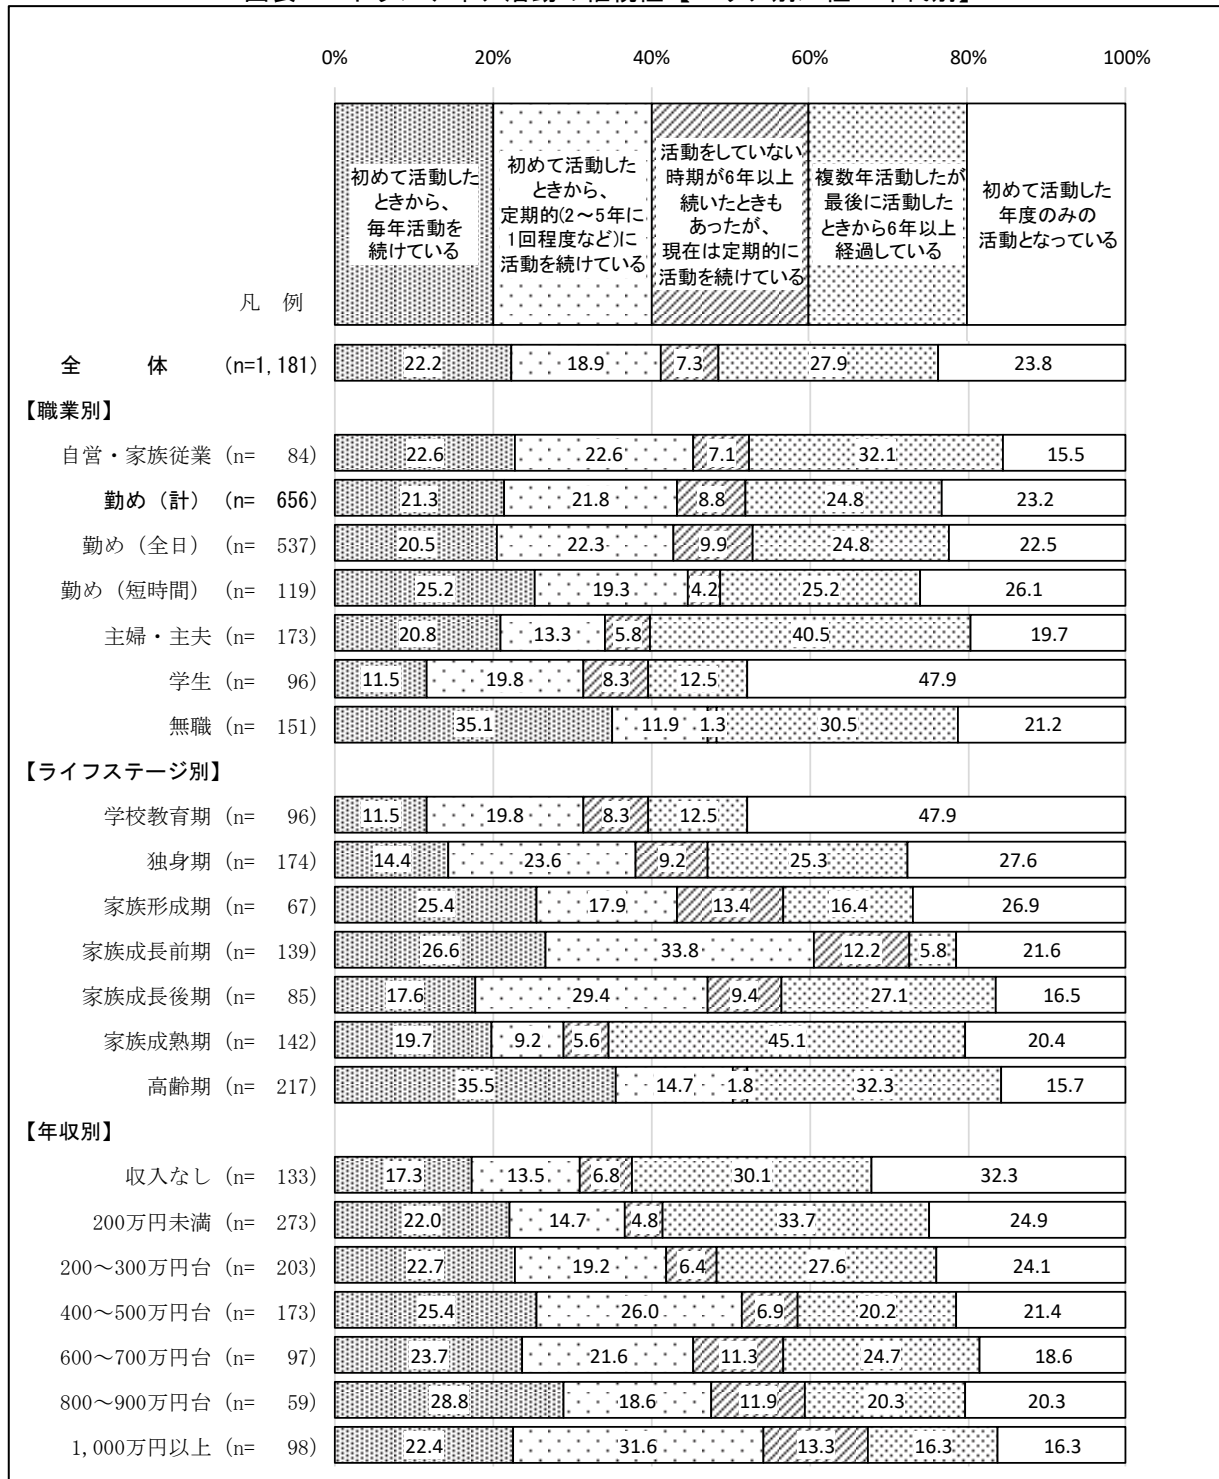 0% 20% 40% 60% 80% 100%
初めて活動した
ときから、
毎年活動を
続けている
初めて活動した
ときから、
定期的(2～5年に
1回程度など)に
活動を続けている
活動をしていない
時期が6年以上
続いたときも
あったが、
現在は定期的に
活動を続けている
複数年活動したが
最後に活動した
ときから6年以上
経過している
初めて活動した
年度のみの
活動となっている
凡 例
全 体 (n=1,181) 22.2 18.9 7.3 27.9 23.8
【職業別】
自営・家族従業 (n= 84) 22.6 22.6 7.1 32.1 15.5
勤め（計） (n= 656) 21.3 21.8 8.8 24.8 23.2
勤め（全日） (n= 537) 20.5 22.3 9.9 24.8 22.5
勤め（短時間） (n= 119) 25.2 19.3 4.2 25.2 26.1
主婦・主夫 (n= 173) 20.8 13.3 5.8 40.5 19.7
学生 (n= 96) 11.5 19.8 8.3 12.5 47.9
無職 (n= 151) 35.1 11.9 1.3 30.5 21.2
【ライフステージ別】
学校教育期 (n= 96) 11.5 19.8 8.3 12.5 47.9
独身期 (n= 174) 14.4 23.6 9.2 25.3 27.6
家族形成期 (n= 67) 25.4 17.9 13.4 16.4 26.9
家族成長前期 (n= 139) 26.6 33.8 12.2 5.8 21.6
家族成長後期 (n= 85) 17.6 29.4 9.4 27.1 16.5
家族成熟期 (n= 142) 19.7 9.2 5.6 45.1 20.4
高齢期 (n= 217) 35.5 14.7 1.8 32.3 15.7
【年収別】
収入なし (n= 133) 17.3 13.5 6.8 30.1 32.3
200万円未満 (n= 273) 22.0 14.7 4.8 33.7 24.9
200～300万円台 (n= 203) 22.7 19.2 6.4 27.6 24.1
400～500万円台 (n= 173) 25.4 26.0 6.9 20.2 21.4
600～700万円台 (n= 97) 23.7 21.6 11.3 24.7 18.6
800～900万円台 (n= 59) 28.8 18.6 11.9 20.3 20.3
1,000万円以上 (n= 98) 22.4 31.6 13.3 16.3 16.3